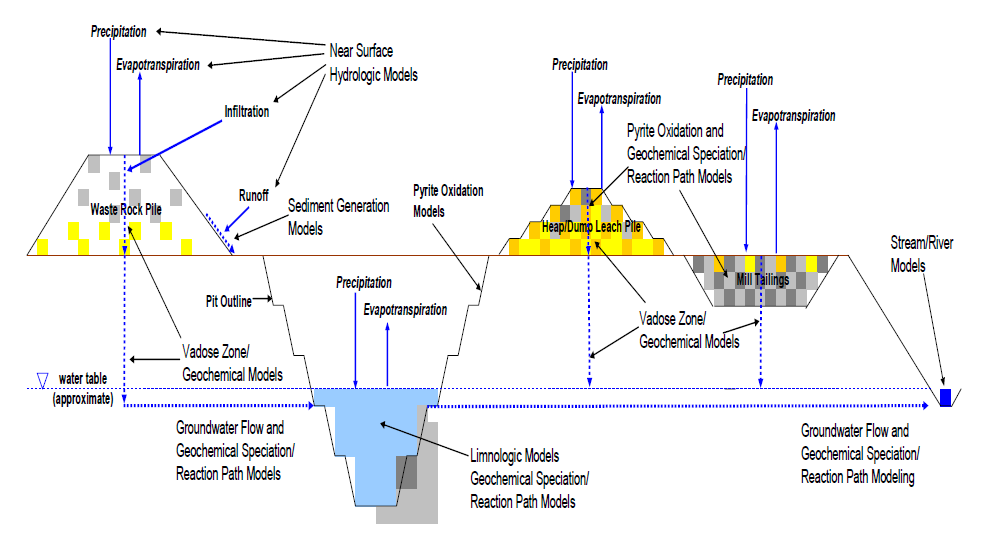 Precipitation
Evapotranspiration
Near Surface
Hydrologic Models
Infiltration
Runoff
Sediment Generation
Models
Waste Rock Pile
Pyrite Oxidation
Models
Precipitation
Evapotranspiration
Pyrite Oxidation and
Geochemical Speciation/
Reaction Path Models
Heap/Dump Leach Pile
Precipitation
Evapotranspiration
Mill Tailings
Stream/River
Models
Pit Outline
Precipitation
Evapotranspiration
Vadose Zone/
Geochemical Models
Vadose Zone/
Geochemical Models
water table
(approximate)
Groundwater Flow and
Geochemical Speciation/
Reaction Path Models
Limnologic Models
Geochemical Speciation/
Reaction Path Models
Groundwater Flow and
Geochemical Speciation/
Reaction Path Modeling